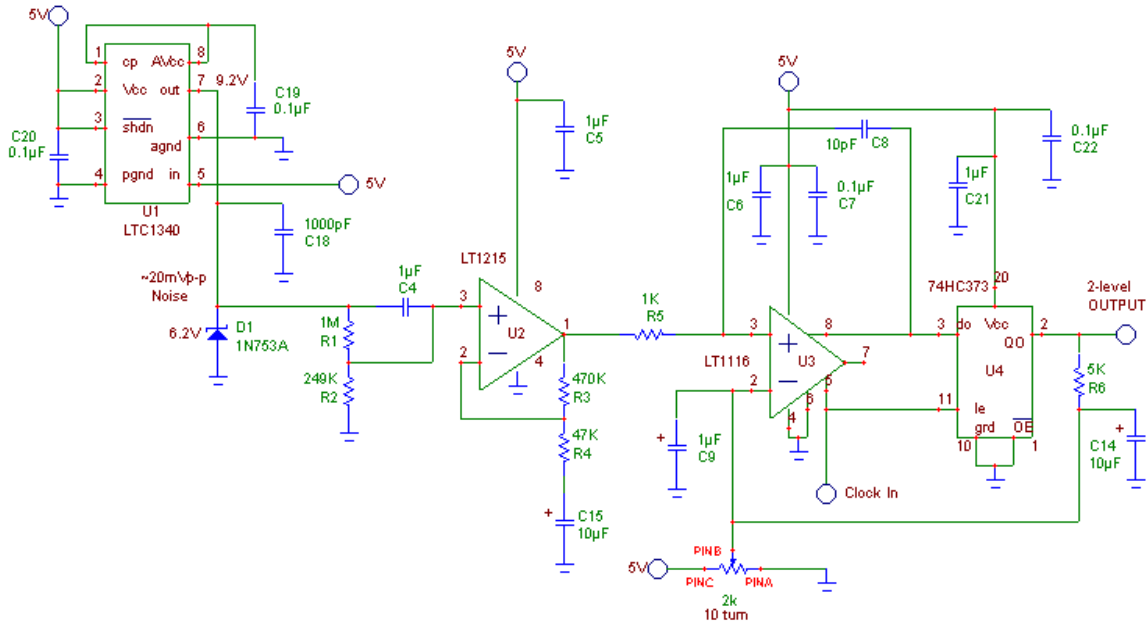 5V
1
cp
AVcc
8
2
Vcc
out
7
9.2V
C19
0.1µF
3
shdn
C20
0.1µF
6
agnd
4
pgnd
in
5
5V
U1
LTC1340
1000pF
C18
~20mVp-p
Noise
6.2V
D1
1N753A
1M
R1
249K
R2
1µF
C4
5V
1µF
C5
LT1215
3
8
U2
1
2
4
470K
R3
47K
R4
+
C15
10µF
1K
R5
5V
10pF
C8
1µF
C6
0.1µF
C7
1µF
C21
0.1µF
C22
3
8
LT1116
U3
7
2
5
6
4
+
1µF
C9
Clock In
74HC373
20
3
do
Vcc
QO
2
2-level
OUTPUT
U4
11
le
grd
OE
10
1
5K
R6
+
C14
10µF
PINB
5V
PINC
PINA
2k
10 turn